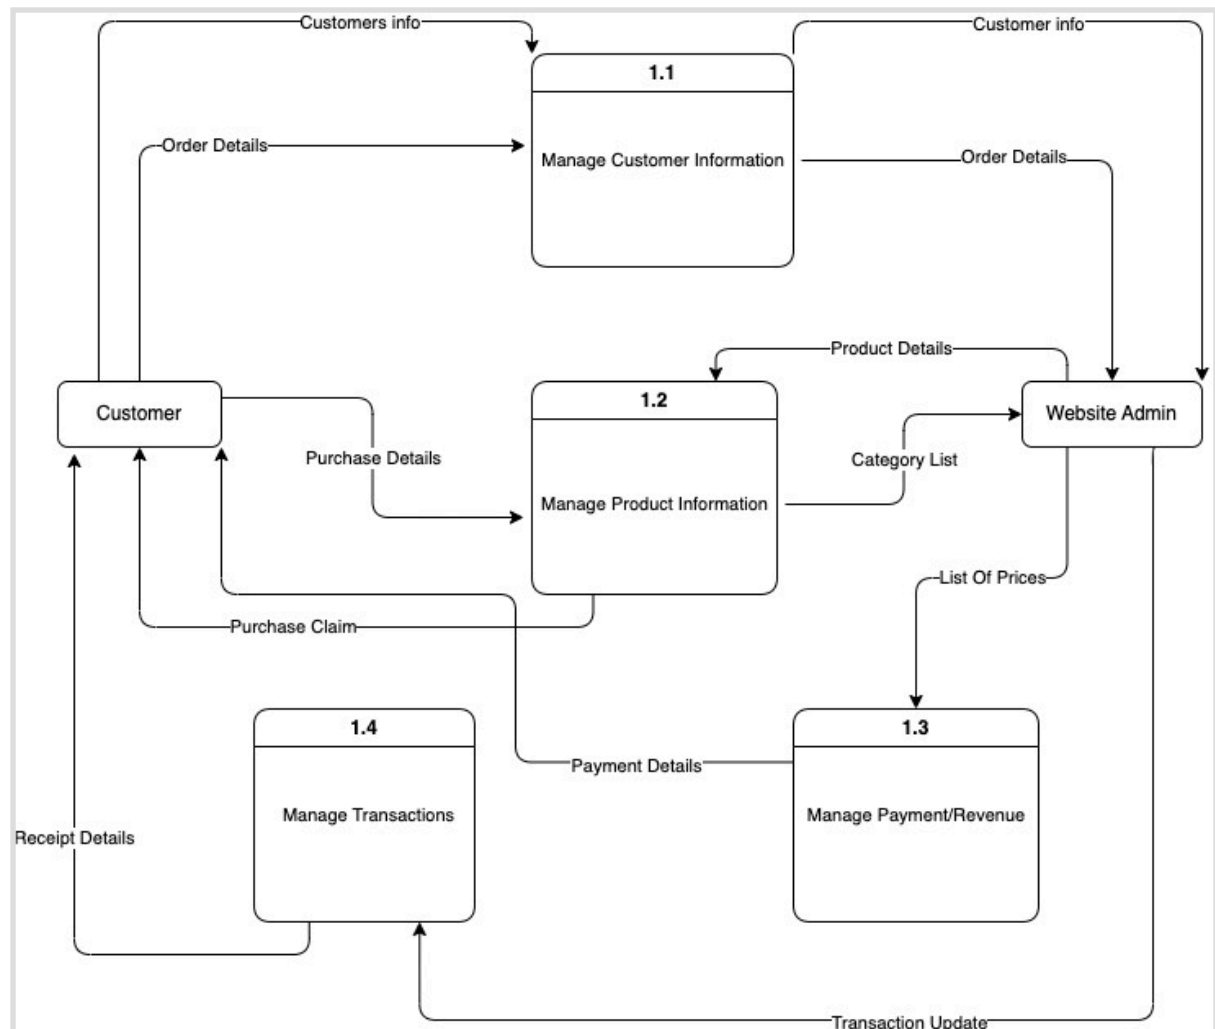 Customers info
Customer info
1.1
Order Details
Manage Customer Information
Order Details
Product Details
1.2
Customer
Website Admin
Purchase Details
Category List
Manage Product Information
List Of Prices
Purchase Claim
1.4
1.3
Payment Details
Manage Transactions
Manage Payment/Revenue
Receipt Details
Transaction Update